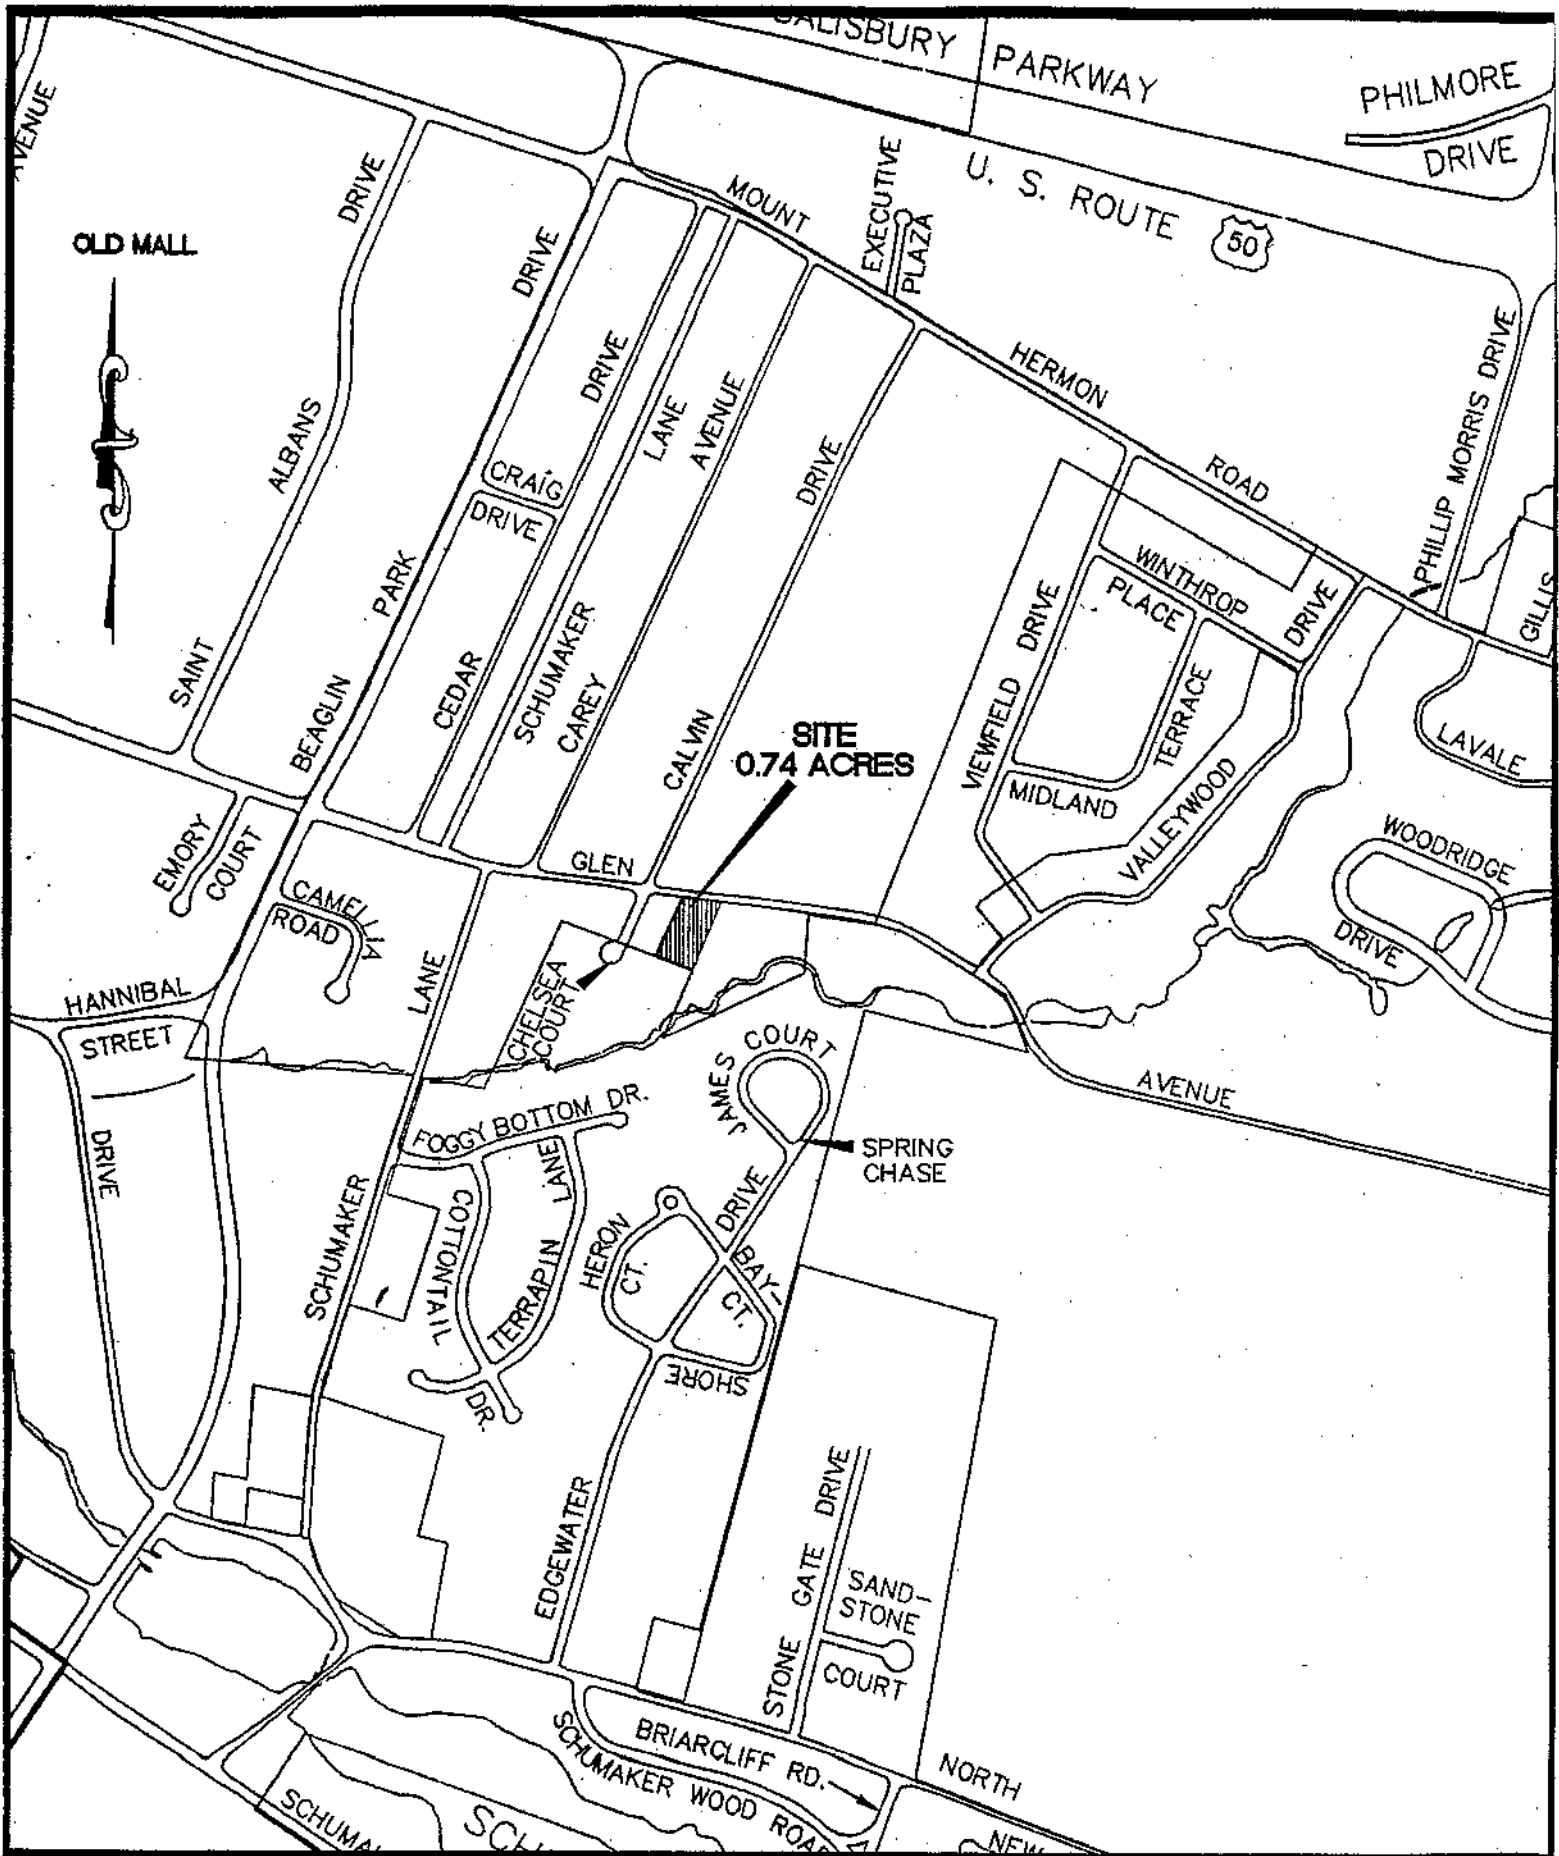 SALISBURY PARKWAY
PHILMORE
DRIVE
AVENUE
U. S. ROUTE 50
EXECUTIVE
PLAZA
MOUNT HERMON ROAD
OLD MALL
SAINT ALBANS DRIVE
BEAGLIN PARK DRIVE
CEDAR DRIVE
CRAIG
DRIVE
SCHUMAKER LANE
CAREY AVENUE
CALVIN DRIVE
PHILLIP MORRIS DRIVE
GILLIS
VIEWFIELD DRIVE
WINTHROP
PLACE
MIDLAND TERRACE
VALLEYWOOD DRIVE
LAVALE
WOODRIDGE
DRIVE
SITE
0.74 ACRES
GLEN AVENUE
EMORY
COURT
CAMELLIA
ROAD
HANNIBAL
STREET
DRIVE
SCHUMAKER LANE
CHELSEA
COURT
JAMES COURT
SPRING
CHASE
FOGGY BOTTOM DR.
COTTONTAIL DR.
TERRAPIN LANE
HERON
CT.
BAY
CT.
SHORE
EDGEWATER DRIVE
STONE GATE DRIVE
SAND-
STONE
COURT
BRIARCLIFF RD.
SCHUMAKER WOOD ROAD
NORTH
NEW
SCHUMA
SCH